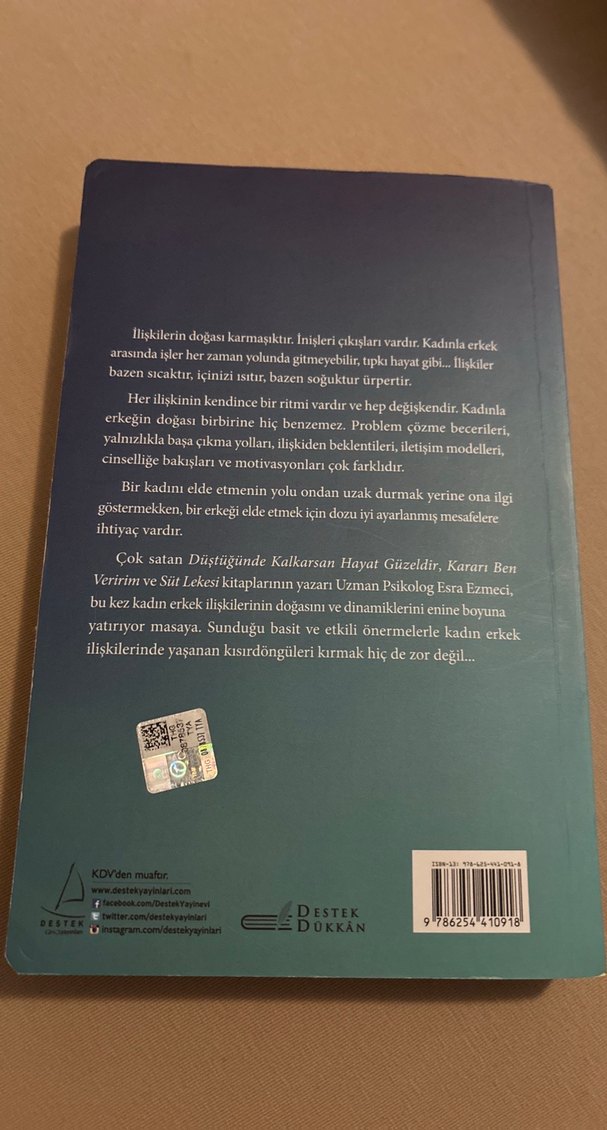 İlişkilerin doğası karmaşıktır. İnişleri çıkışları vardır. Kadınla erkek
arasında işler her zaman yolunda gitmeyebilir, tıpkı hayat gibi... İlişkiler
bazen sıcaktır, içinizi ısıtır, bazen soğuktur ürpertir.
Her ilişkinin kendince bir ritmi vardır ve hep değişkendir. Kadınla
erkeğin doğası birbirine hiç benzemez. Problem çözme becerileri,
yalnızlıkla başa çıkma yolları, ilişkiden beklentileri, iletişim modelleri,
cinselliğe bakışları ve motivasyonları çok farklıdır.
Bir kadını elde etmenin yolu ondan uzak durmak yerine ona ilgi
göstermekken, bir erkeği elde etmek için dozu iyi ayarlanmış mesafelere
ihtiyaç vardır.
Çok satan Düştüğünde Kalkarsan Hayat Güzeldir, Kararı Ben
Veririm ve Süt Lekesi kitaplarının yazarı Uzman Psikolog Esra Ezmeci,
bu kez kadın erkek ilişkilerinin doğasını ve dinamiklerini enine boyuna
yatırıyor masaya. Sunduğu basit ve etkili önermelerle kadın erkek
ilişkilerinde yaşanan kısırdöngüleri kırmak hiç de zor değil...
KDV'den muaftır.
www.destekyayinlari.com
facebook.com/DestekYayinevi
twitter.com/destekyayinlari
instagram.com/destekyayinlari
DESTEK
DESTEK
DÜKKÂN
ISBN-13: 978-625-441-091-8
9 786254 410918